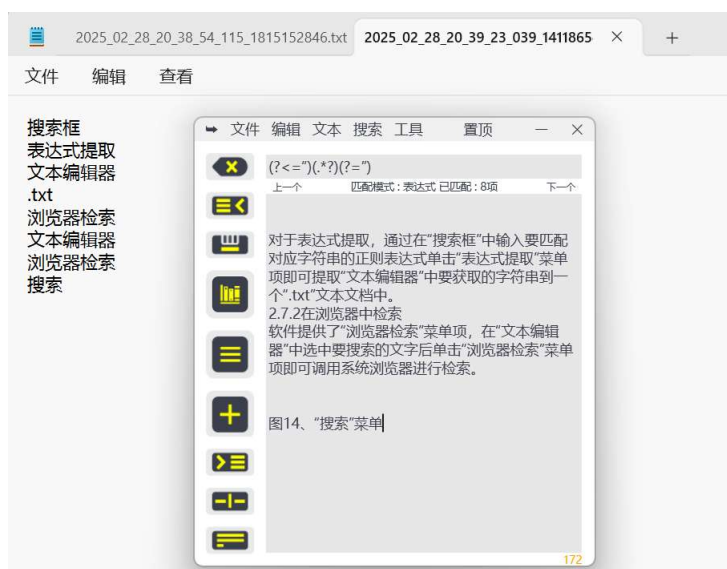 2025_02_28_20_38_54_115_1815152846.txt 2025_02_28_20_39_23_039_1411865
文件 编辑 查看
搜索框
表达式提取
文本编辑器
.txt
浏览器检索
文本编辑器
浏览器检索
搜索
文件 编辑 文本 搜索 工具 置顶
(?<=”)(.*?)(?=”)
上一个 匹配模式 : 表达式 已匹配 : 8项 下一个
对于表达式提取，通过在“搜索框”中输入要匹配
对应字符串的正则表达式单击“表达式提取”菜单
项即可提取“文本编辑器”中要获取的字符串到一
个“.txt”文本文档中。
2.7.2在浏览器中检索
软件提供了“浏览器检索”菜单项，在“文本编辑
器”中选中要搜索的文字后单击“浏览器检索”菜单
项即可调用系统浏览器进行检索。
图14、“搜索”菜单
172